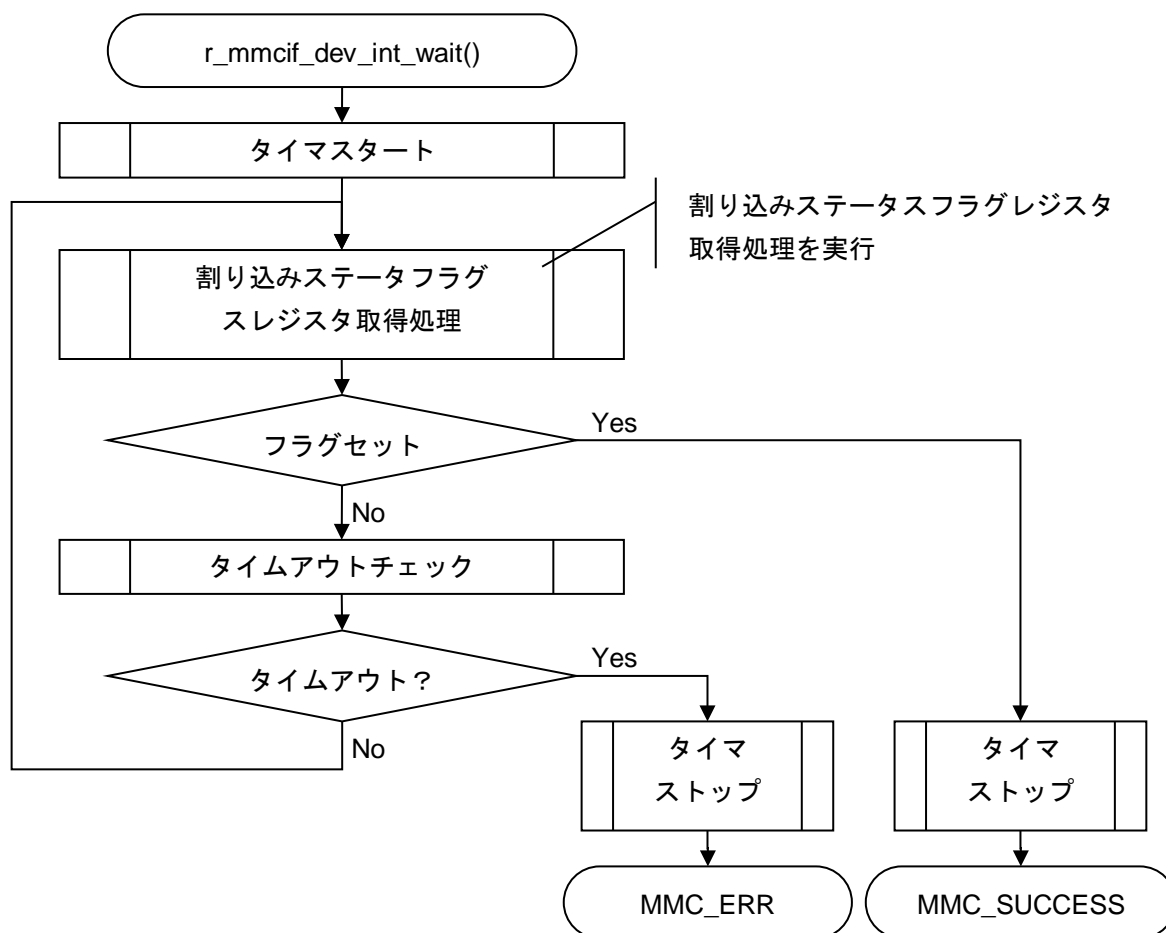 r_mmcif_dev_int_wait()
タイマスタート
割り込みステータスフラグレジスタ
取得処理を実行
割り込みステータフラグ
スレジスタ取得処理
フラグセット
Yes
No
タイムアウトチェック
タイムアウト？
Yes
No
タイマ
ストップ
タイマ
ストップ
MMC_ERR
MMC_SUCCESS